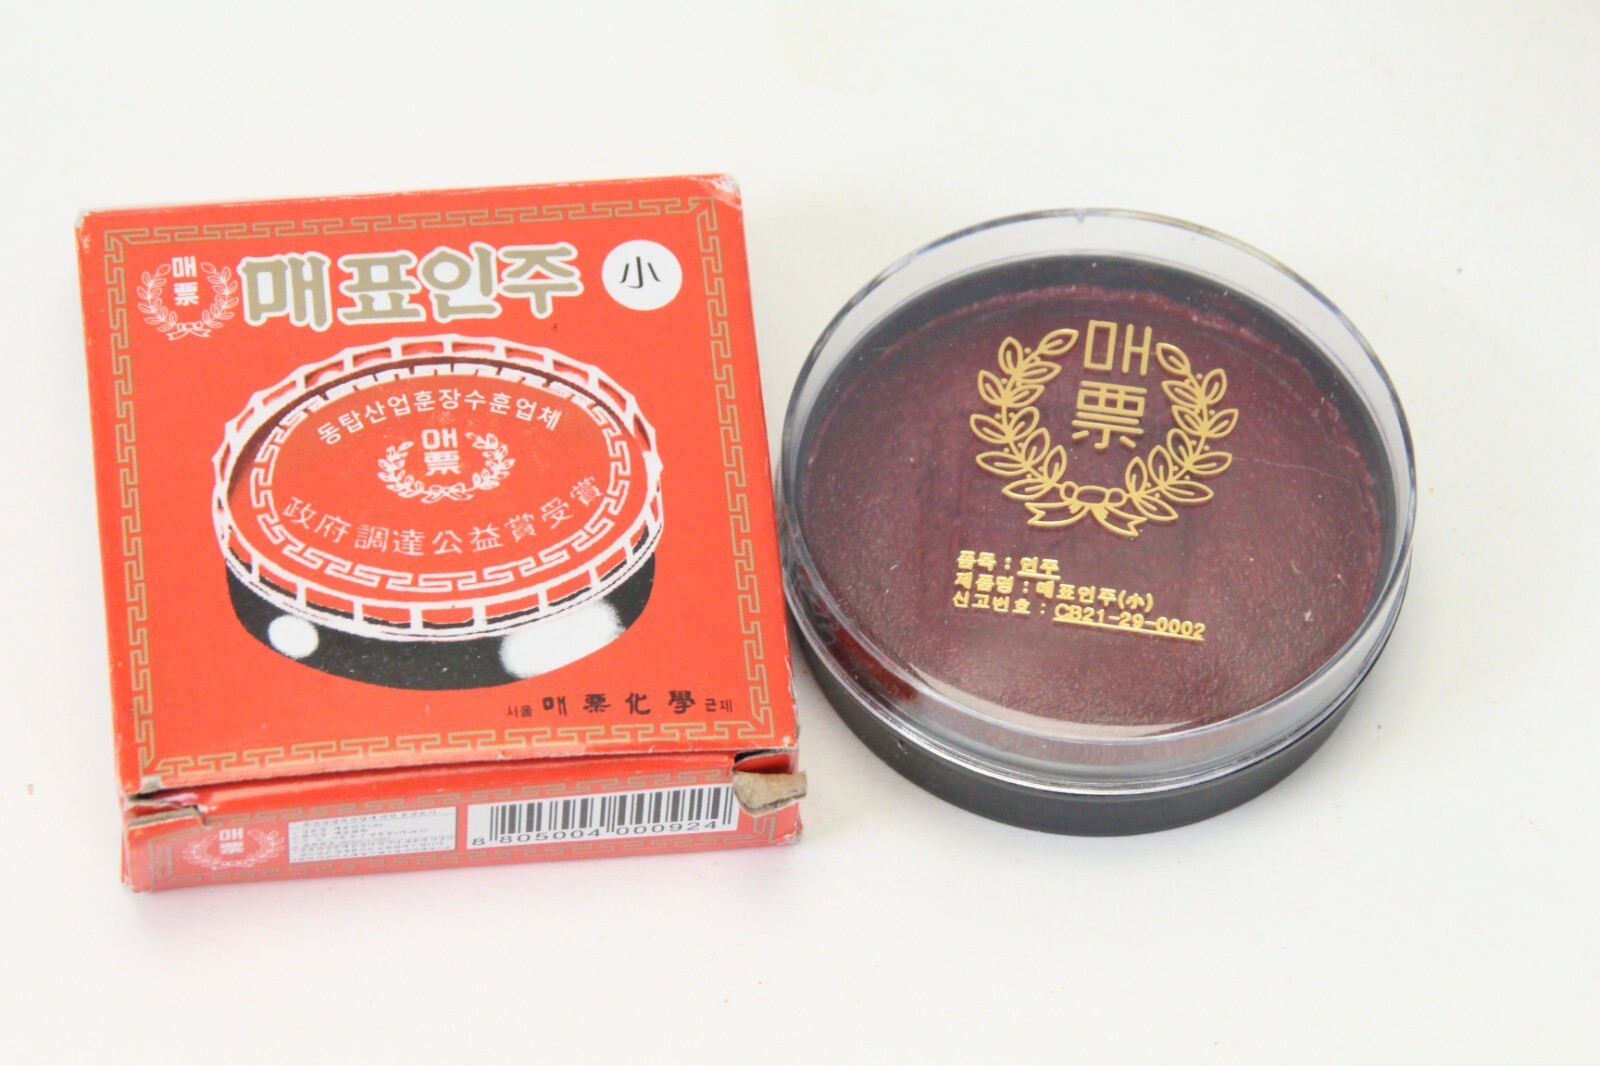 매
票
매표인주
小
동탑산업훈장수훈업체
매
票
政府調達公益賞受賞
서울 매票化學 근제
매
票
8 805004 000924
매
票
품목 : 인주
제품명 : 매표인주(小)
신고번호 : CB21-29-0002